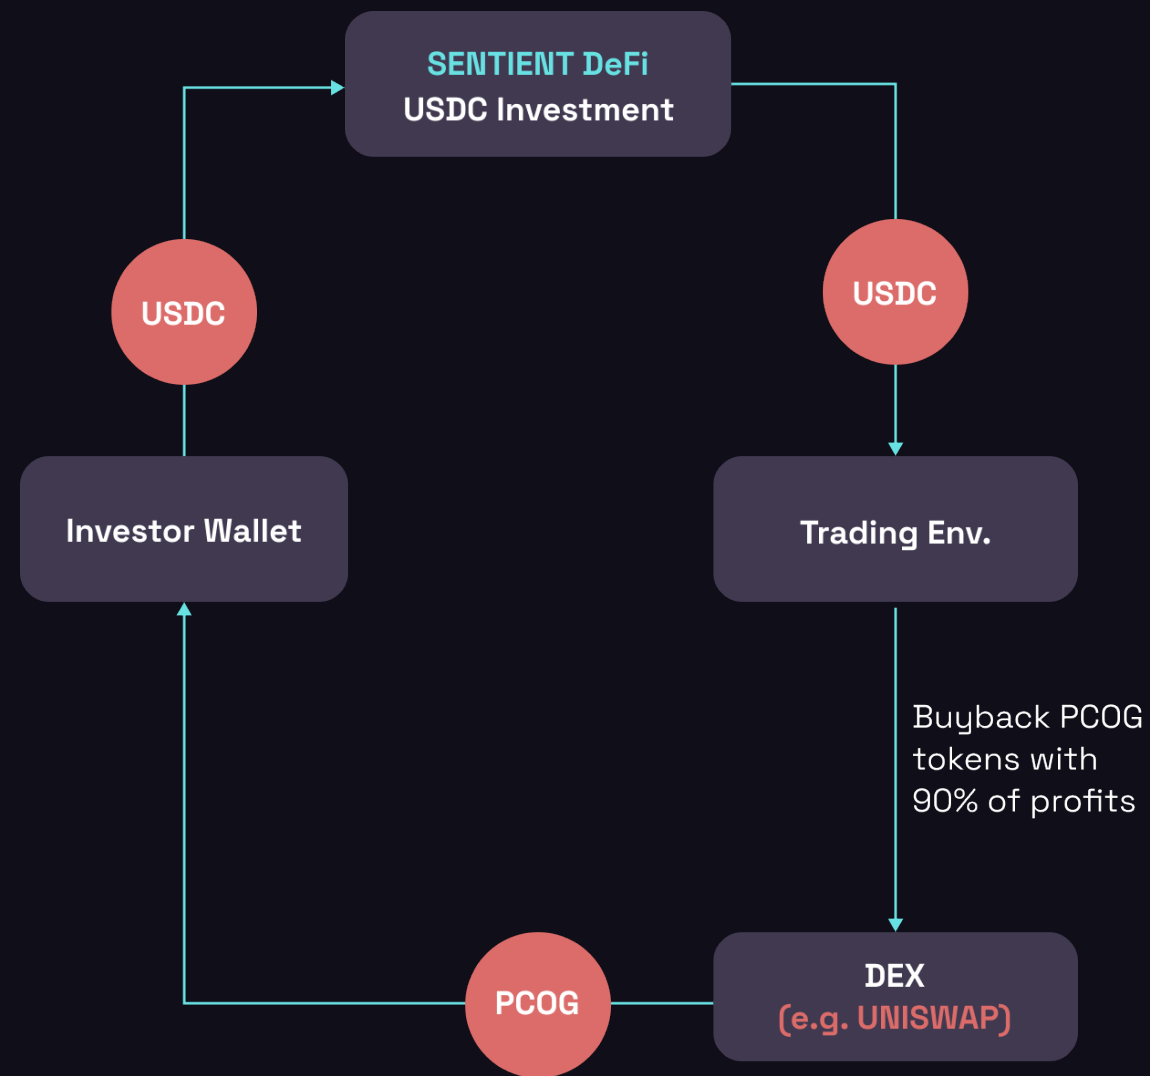 SENTIENT DeFi
USDC Investment
USDC
USDC
Investor Wallet
Trading Env.
Buyback PCOG
tokens with
90% of profits
PCOG
DEX
(e.g. UNISWAP)